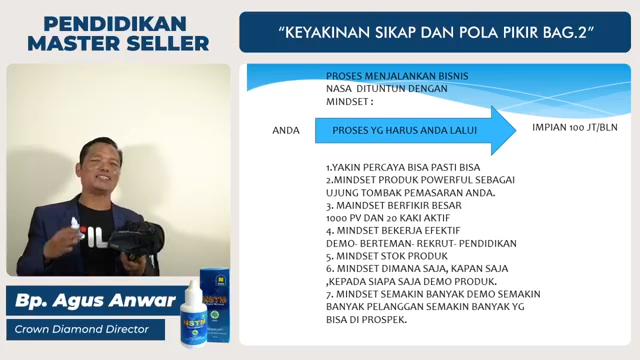 PENDIDIKAN
MASTER SELLER
“KEYAKINAN SIKAP DAN POLA PIKIR BAG.2”
PROSES MENJALANKAN BISNIS
NASA DITUNTUN DENGAN
MINDSET :
ANDA
PROSES YG HARUS ANDA LALUI
IMPIAN 100 JT/BLN
1.YAKIN PERCAYA BISA PASTI BISA
2.MINDSET PRODUK POWERFUL SEBAGAI
UJUNG TOMBAK PEMASARAN ANDA.
3. MAINDSET BERFIKIR BESAR
1000 PV DAN 20 KAKI AKTIF
4. MINDSET BEKERJA EFEKTIF
DEMO- BERTEMAN- REKRUT- PENDIDIKAN
5. MINDSET STOK PRODUK
6. MINDSET DIMANA SAJA, KAPAN SAJA
,KEPADA SIAPA SAJA DEMO PRODUK.
7. MINDSET SEMAKIN BANYAK DEMO SEMAKIN
BANYAK PELANGGAN SEMAKIN BANYAK YG
BISA DI PROSPEK.
Bp. Agus Anwar
Crown Diamond Director